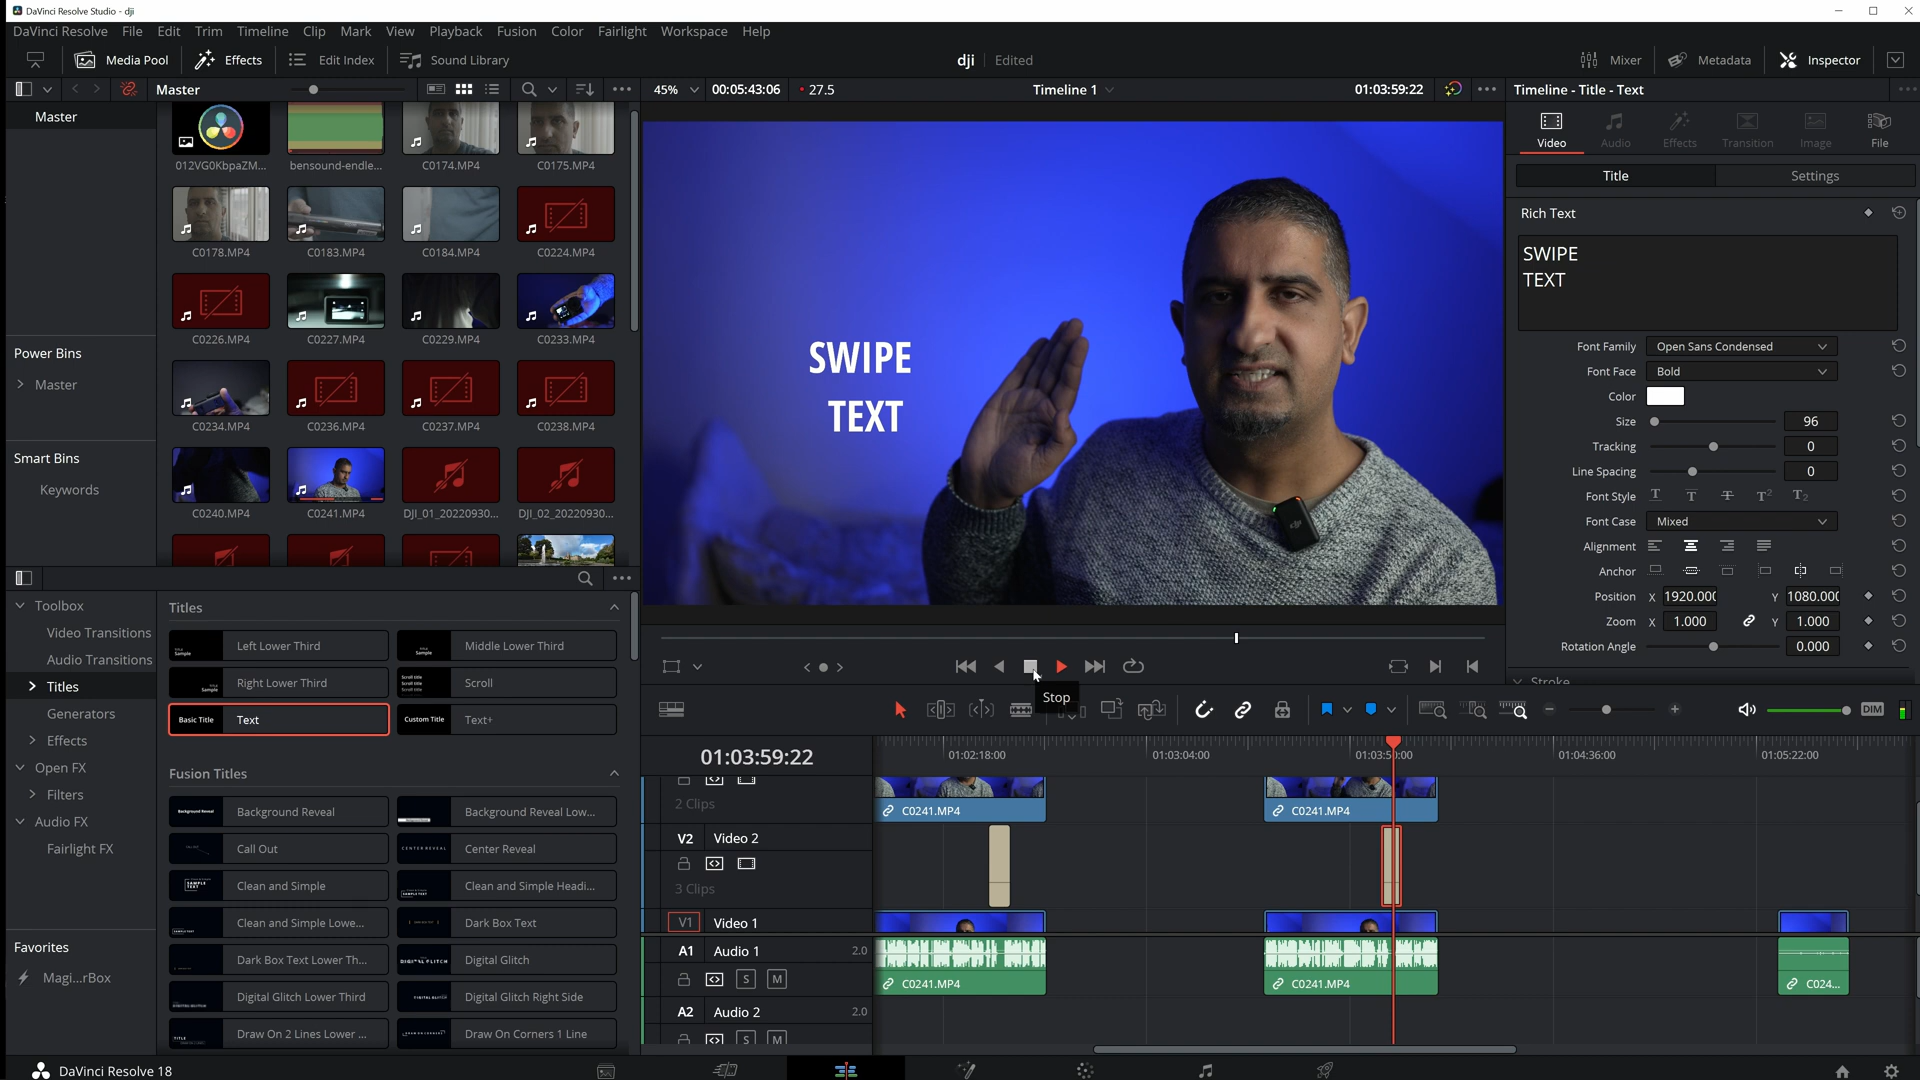 DaVinci Resolve Studio - dji
DaVinci Resolve File Edit Trim Timeline Clip Mark View Playback Fusion Color Fairlight Workspace Help
Media Pool Effects Edit Index Sound Library dji Edited Mixer Metadata Inspector
Master 45% 00:05:43:06 27.5 Timeline 1 01:03:59:22 Timeline - Title - Text
Master
012VG0KbpaZM... bensound-endle... C0174.MP4 C0175.MP4
C0178.MP4 C0183.MP4 C0184.MP4 C0224.MP4
C0226.MP4 C0227.MP4 C0229.MP4 C0233.MP4
Power Bins
Master
C0234.MP4 C0236.MP4 C0237.MP4 C0238.MP4
Smart Bins
Keywords
C0240.MP4 C0241.MP4 DJI_01_20220930... DJI_02_20220930...
SWIPE
TEXT
Video Audio Effects Transition Image File
Title Settings
Rich Text
SWIPE
TEXT
Font Family Open Sans Condensed
Font Face Bold
Color
Size 96
Tracking 0
Line Spacing 0
Font Style T T T T² T₂
Font Case Mixed
Alignment
Anchor
Position X 1920.00 Y 1080.00
Zoom X 1.000 Y 1.000
Rotation Angle 0.000
Stroke
Toolbox
Video Transitions
Audio Transitions
Titles
Generators
Effects
Open FX
Filters
Audio FX
Fairlight FX
Favorites
Magi...rBox
Titles
Left Lower Third Middle Lower Third
Right Lower Third Scroll
Basic Title Text Custom Title Text+
Fusion Titles
Background Reveal Background Reveal Low...
Call Out Center Reveal
Clean and Simple Clean and Simple Headi...
Clean and Simple Lowe... Dark Box Text
Dark Box Text Lower Th... Digital Glitch
Digital Glitch Lower Third Digital Glitch Right Side
Draw On 2 Lines Lower ... Draw On Corners 1 Line
Stop
DIM
01:03:59:22 01:02:18:00 01:03:04:00 01:03:50:00 01:04:36:00 01:05:22:00
2 Clips C0241.MP4 C0241.MP4
V2 Video 2
3 Clips
V1 Video 1
A1 Audio 1 2.0
S M C0241.MP4 C0241.MP4 C024...
A2 Audio 2 2.0
S M
DaVinci Resolve 18